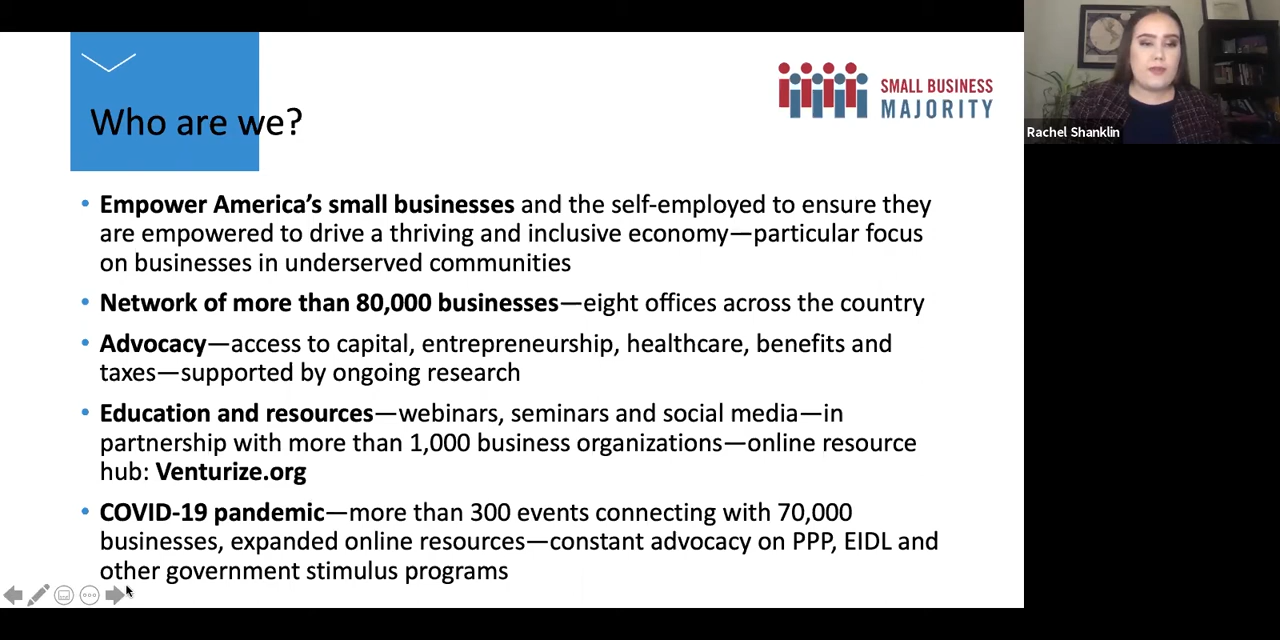 Who are we?
SMALL BUSINESS
MAJORITY
Rachel Shanklin
• Empower America’s small businesses and the self-employed to ensure they
are empowered to drive a thriving and inclusive economy—particular focus
on businesses in underserved communities
• Network of more than 80,000 businesses—eight offices across the country
• Advocacy—access to capital, entrepreneurship, healthcare, benefits and
taxes—supported by ongoing research
• Education and resources—webinars, seminars and social media—in
partnership with more than 1,000 business organizations—online resource
hub: Venturize.org
• COVID-19 pandemic—more than 300 events connecting with 70,000
businesses, expanded online resources—constant advocacy on PPP, EIDL and
other government stimulus programs